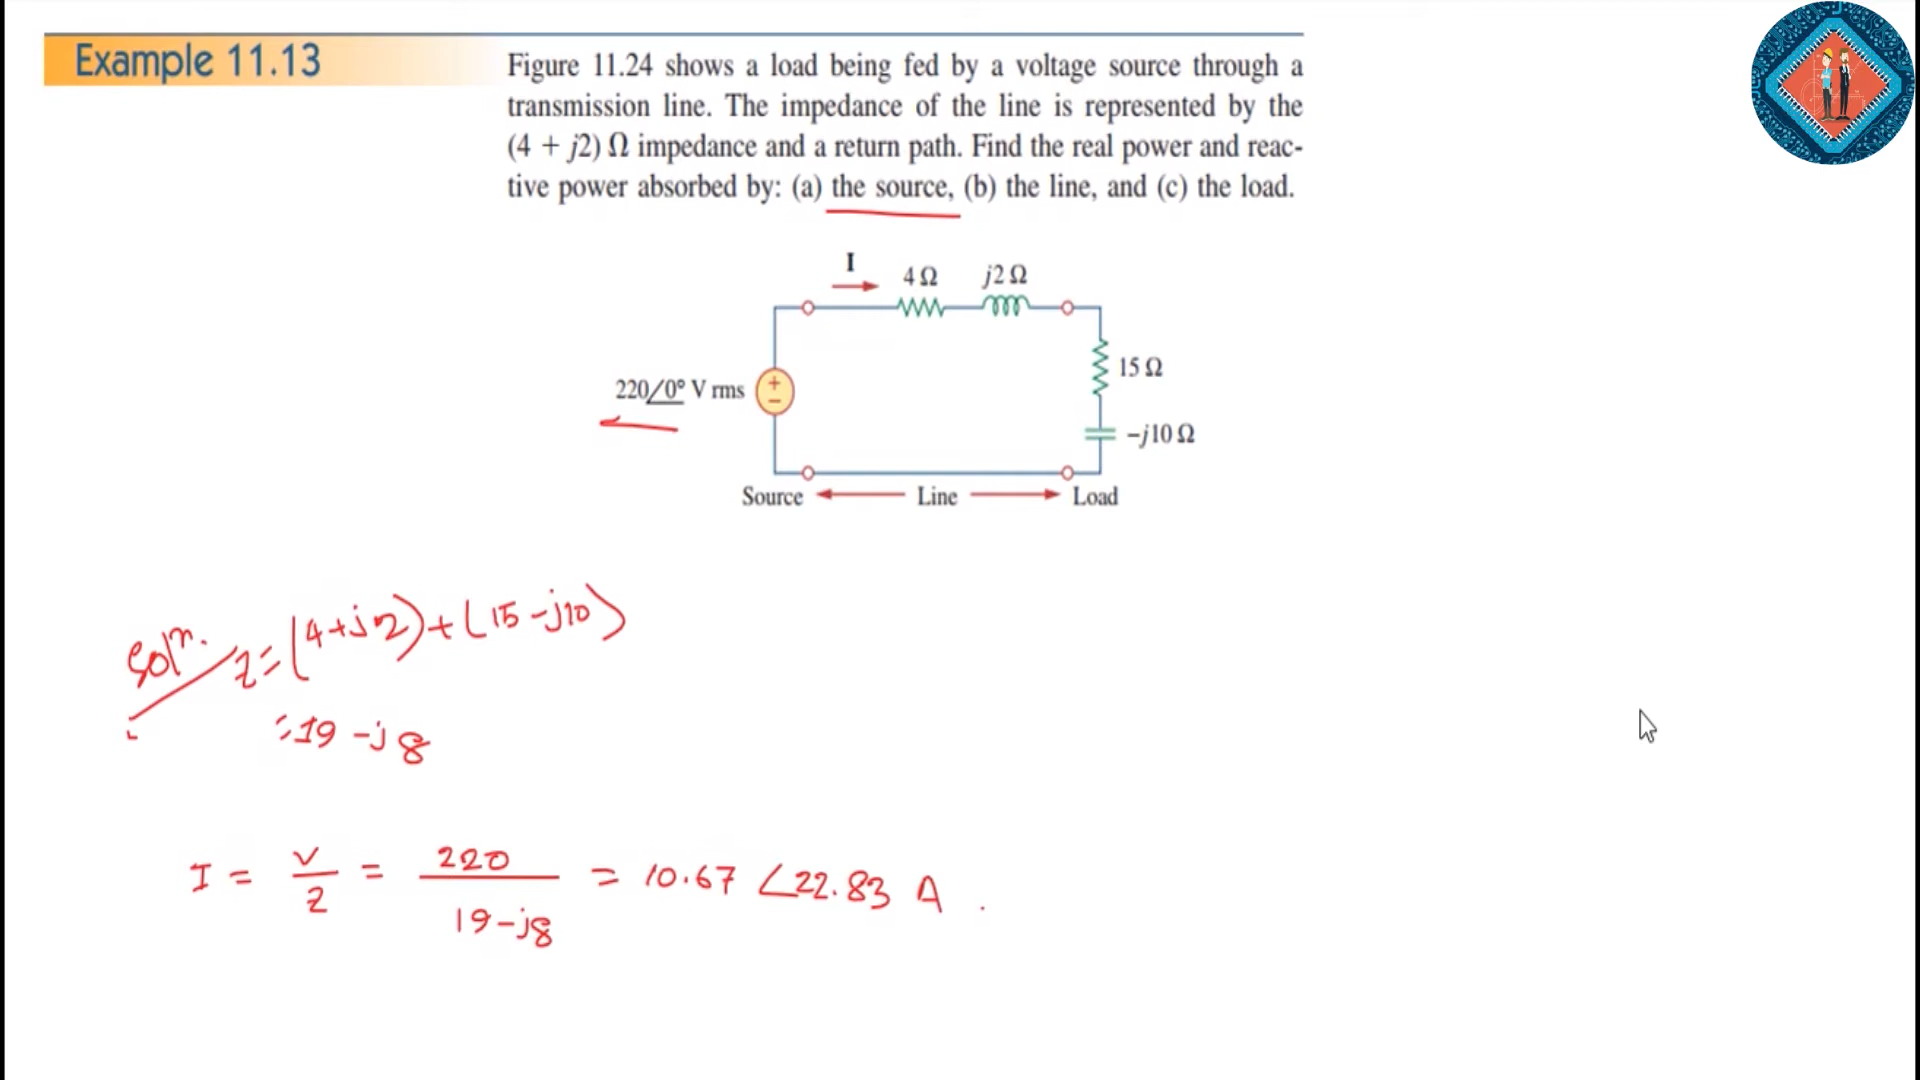 Example 11.13
Figure 11.24 shows a load being fed by a voltage source through a
transmission line. The impedance of the line is represented by the
(4 + j2) Ω impedance and a return path. Find the real power and reac-
tive power absorbed by: (a) the source, (b) the line, and (c) the load.
I
4 Ω
j2 Ω
15 Ω
220/0° V rms
+
−
−j10 Ω
Source
Line
Load
Soln. Z = (4+j2)+(15-j10)
= 19 - j8
I = V/Z = 220/19-j8 = 10.67 ∠22.83 A .